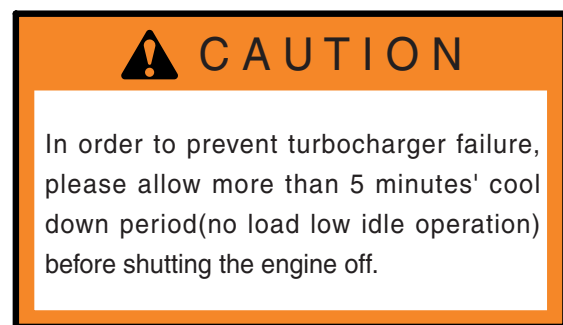 CAUTION
In order to prevent turbocharger failure,
please allow more than 5 minutes' cool
down period(no load low idle operation)
before shutting the engine off.